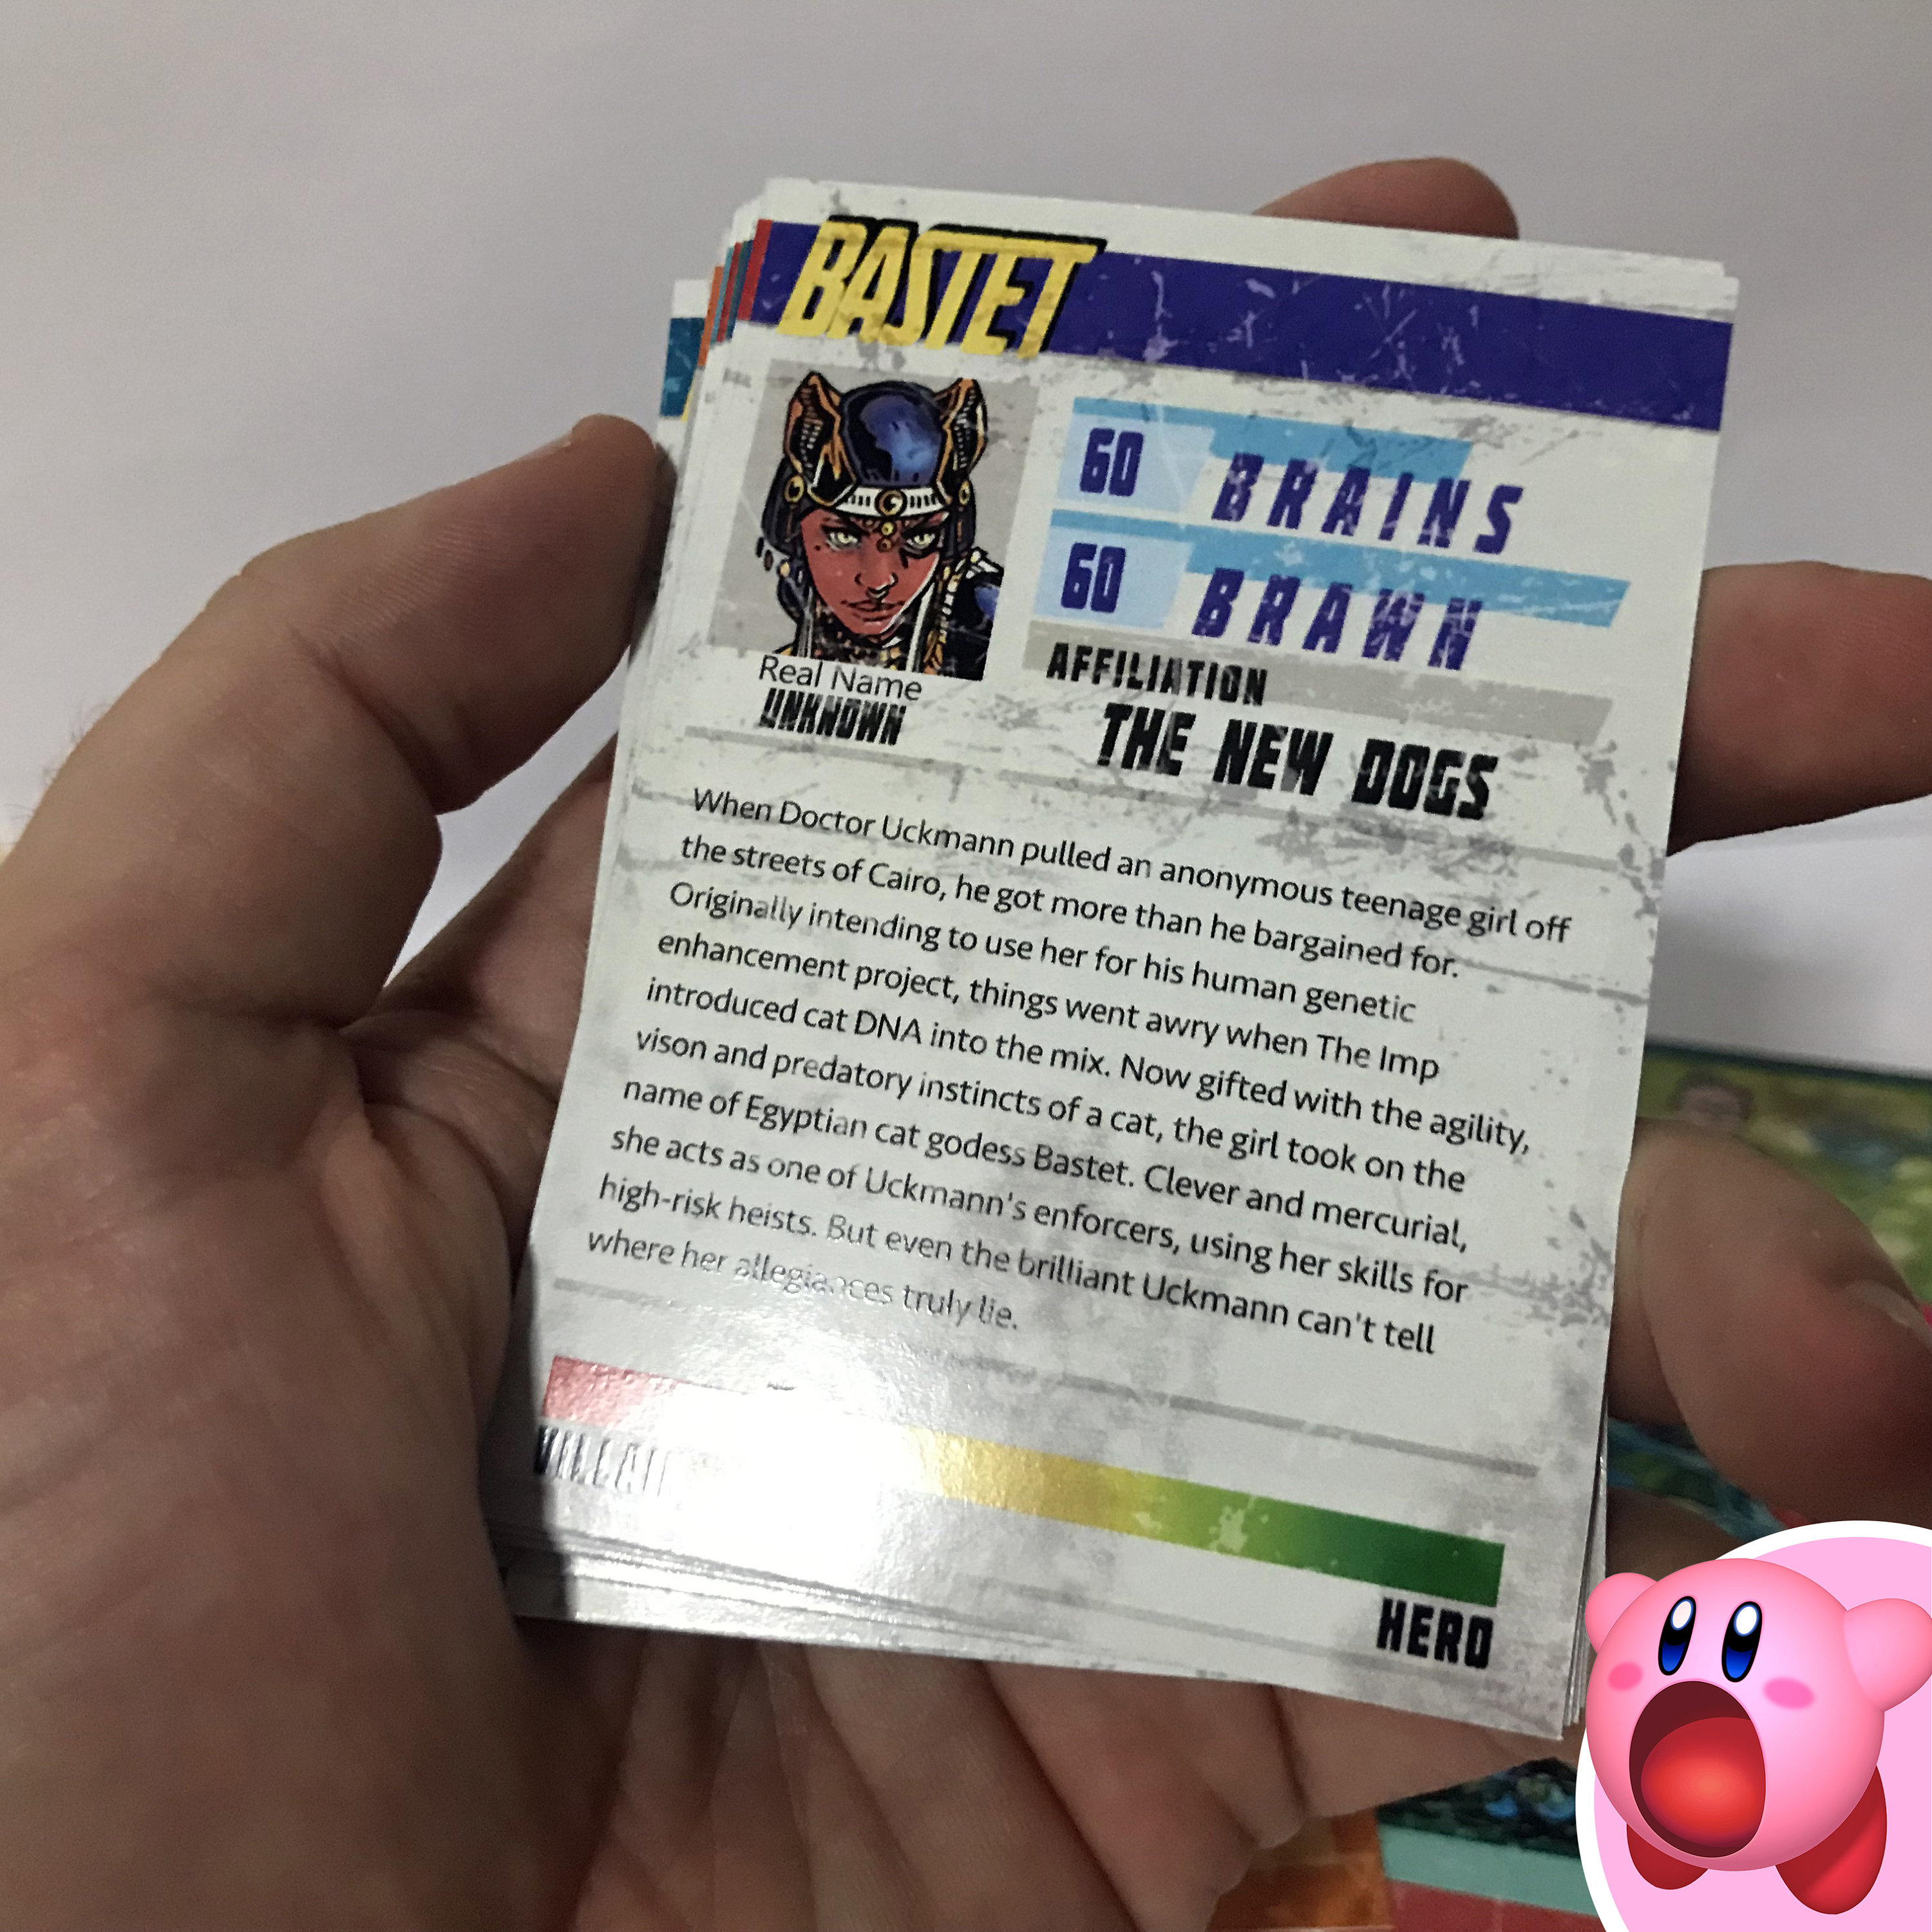 BASTET
60 BRAINS
60 BRAWN
AFFILIATION
THE NEW DOGS
Real Name
UNKNOWN
When Doctor Uckmann pulled an anonymous teenage girl off
the streets of Cairo, he got more than he bargained for.
Originally intending to use her for his human genetic
enhancement project, things went awry when The Imp
introduced cat DNA into the mix. Now gifted with the agility,
vison and predatory instincts of a cat, the girl took on the
name of Egyptian cat godess Bastet. Clever and mercurial,
she acts as one of Uckmann's enforcers, using her skills for
high-risk heists. But even the brilliant Uckmann can't tell
where her allegiances truly lie.
VILLAI
HERO